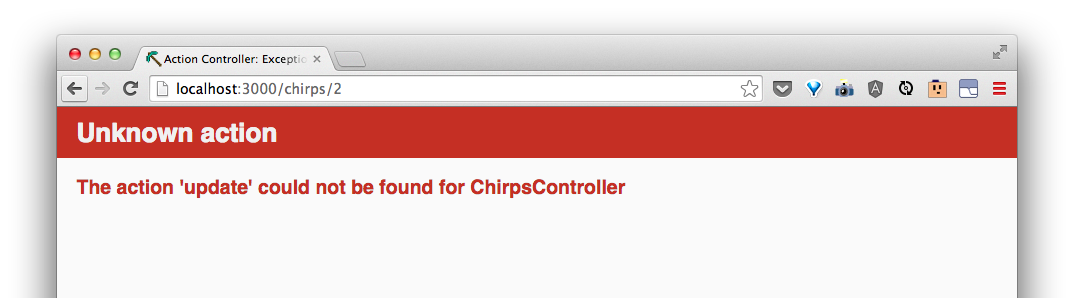 Action Controller: Exceptio
localhost:3000/chirps/2
Unknown action
The action 'update' could not be found for ChirpsController